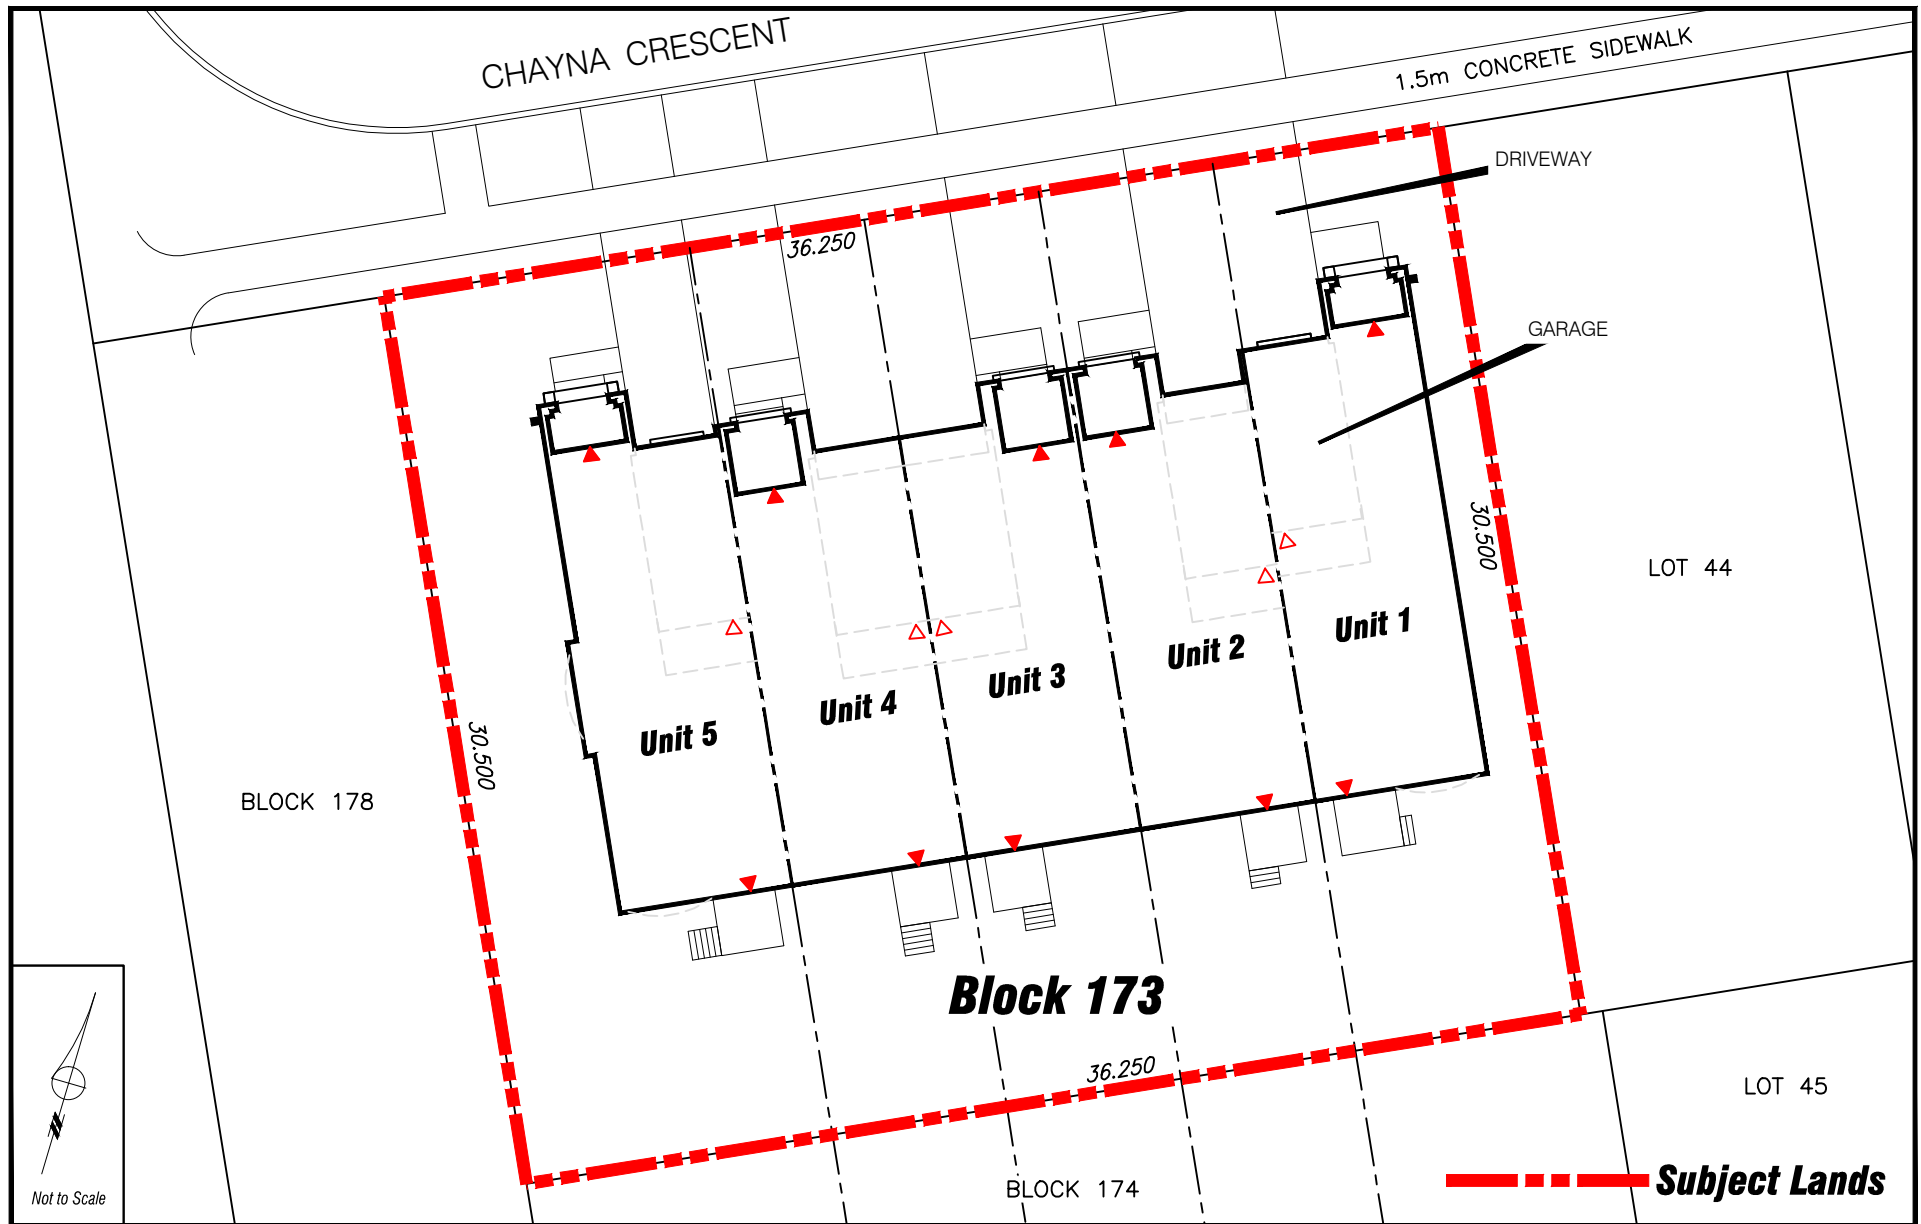 CHAYNA CRESCENT
1.5m CONCRETE SIDEWALK
DRIVEWAY
36.250
GARAGE
30.500
LOT 44
Unit 1
Unit 2
Unit 3
Unit 4
Unit 5
30.500
BLOCK 178
Block 173
36.250
LOT 45
BLOCK 174
Subject Lands
N
Not to Scale